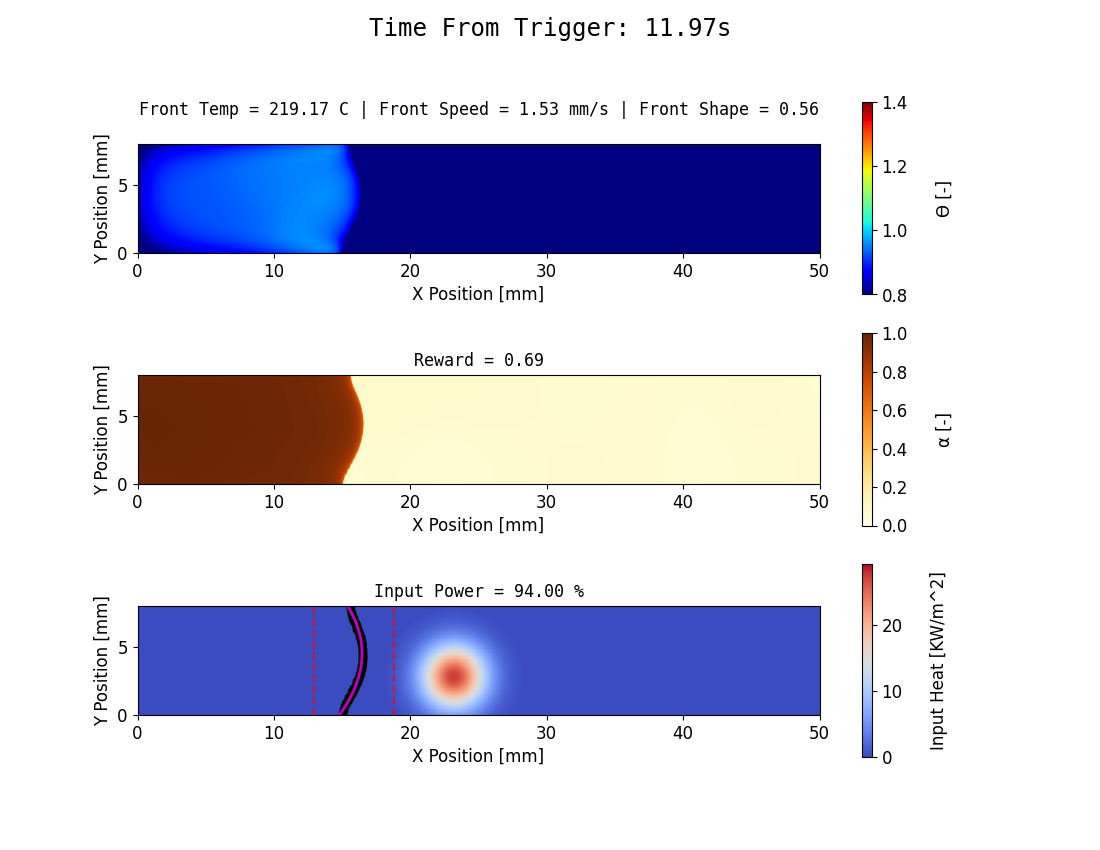 Time From Trigger: 11.97s
Front Temp = 219.17 C | Front Speed = 1.53 mm/s | Front Shape = 0.56
Y Position [mm]
5
0
0 10 20 30 40 50
X Position [mm]
1.4
1.2
1.0
0.8
Θ [-]
Reward = 0.69
Y Position [mm]
5
0
0 10 20 30 40 50
X Position [mm]
1.0
0.8
0.6
0.4
0.2
0.0
α [-]
Input Power = 94.00 %
Y Position [mm]
5
0
0 10 20 30 40 50
X Position [mm]
20
10
0
Input Heat [KW/m^2]